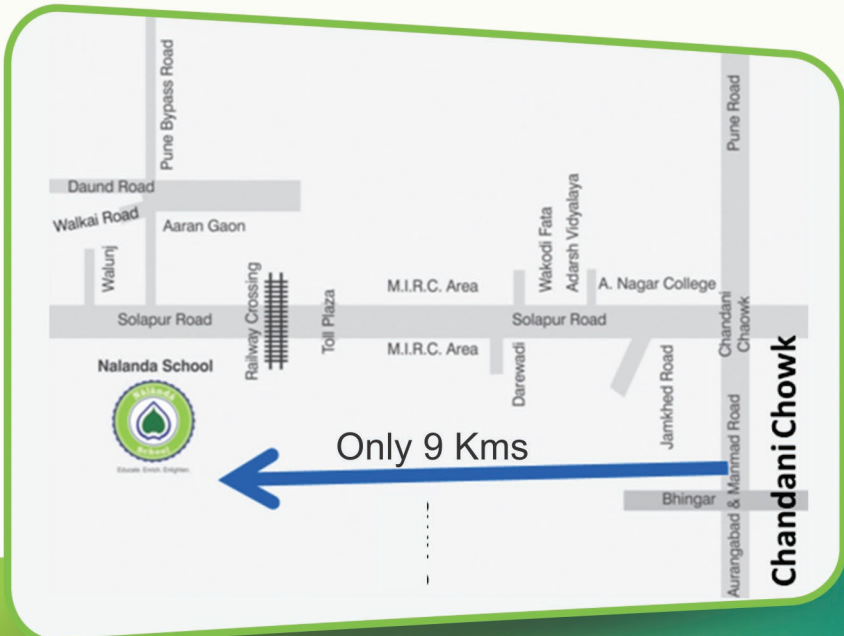 Pune Bypass Road
Pune Road
Daund Road
Walkai Road
Aaran Gaon
Walunj
Railway Crossing
Toll Plaza
M.I.R.C. Area
Wakodi Fata
Adarsh Vidyalaya
A. Nagar College
Solapur Road
Solapur Road
Chandani
Chaowk
M.I.R.C. Area
Darewadi
Jamkhed Road
Nalanda School
Nalanda
School
Educate. Enrich. Enlighten.
Only 9 Kms
Bhingar
Aurangabad & Manmad Road
Chandani Chowk